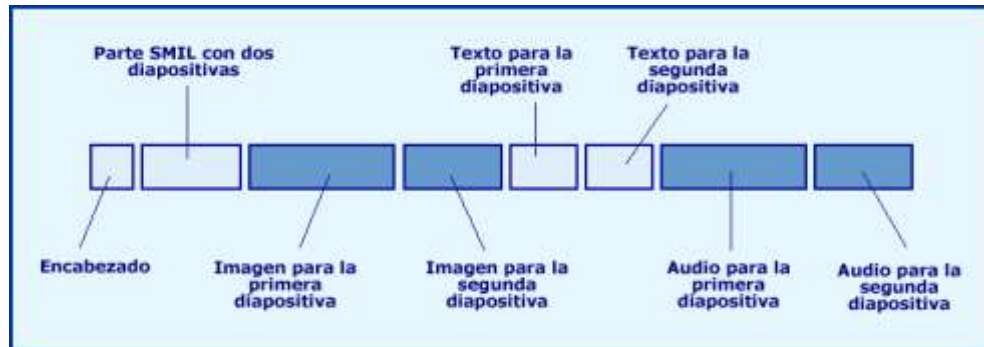 Parte SMIL con dos
diapositivas
Texto para la
primera
diapositiva
Texto para la
segunda
diapositiva
Encabezado
Imagen para la
primera
diapositiva
Imagen para la
segunda
diapositiva
Audio para la
primera
diapositiva
Audio para la
segunda
diapositiva